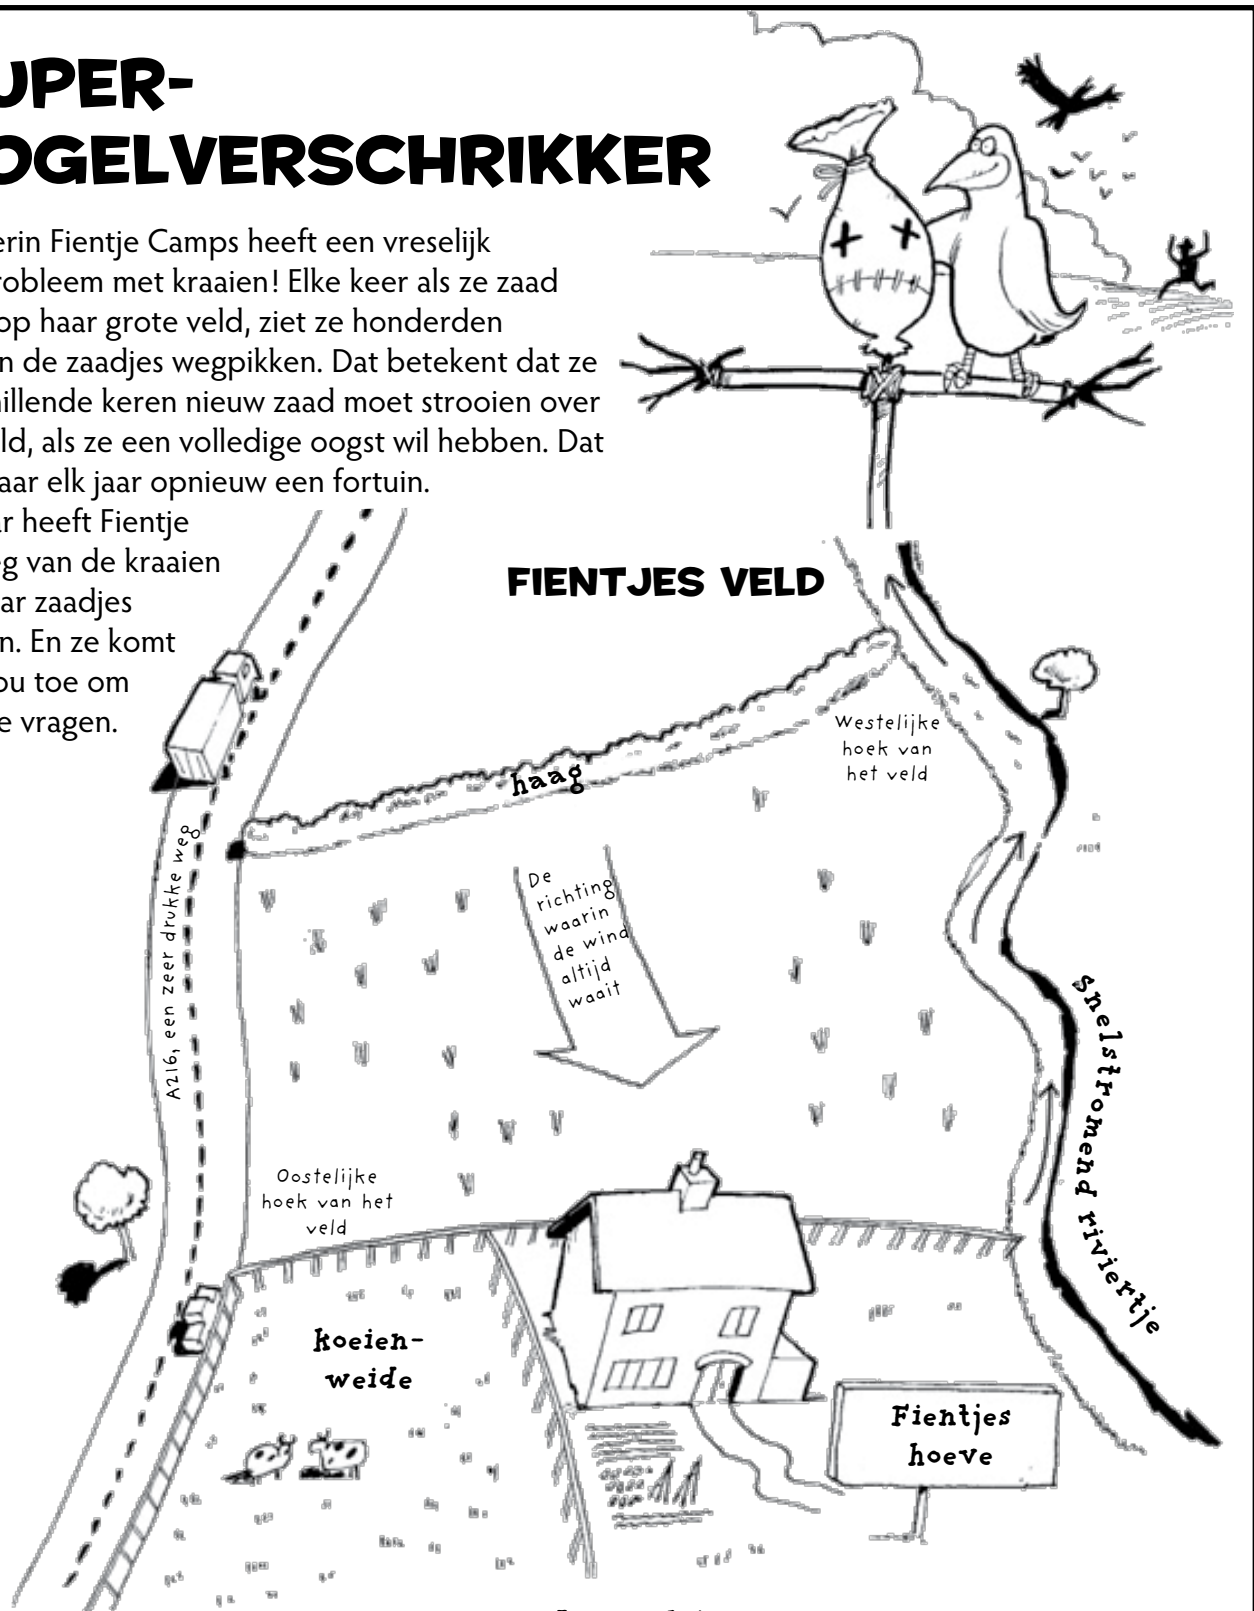 UPER-
OGELVERSCHRIKKER
erin Fientje Camps heeft een vreselijk
robleem met kraaien! Elke keer als ze zaad
op haar grote veld, ziet ze honderden
n de zaadjes wegpikken. Dat betekent dat ze
hillende keren nieuw zaad moet strooien over
ld, als ze een volledige oogst wil hebben. Dat
aar elk jaar opnieuw een fortuin.
r heeft Fientje
eg van de kraaien
ar zaadjes
n. En ze komt
ou toe om
e vragen.
FIENTJES VELD
Westelijke
hoek van
het veld
haag
De
richting
waarin
de wind
altijd
waait
A216, een zeer drukke weg
snelstromend riviertje
Oostelijke
hoek van het
veld
koeien-
weide
Fientjes
hoeve